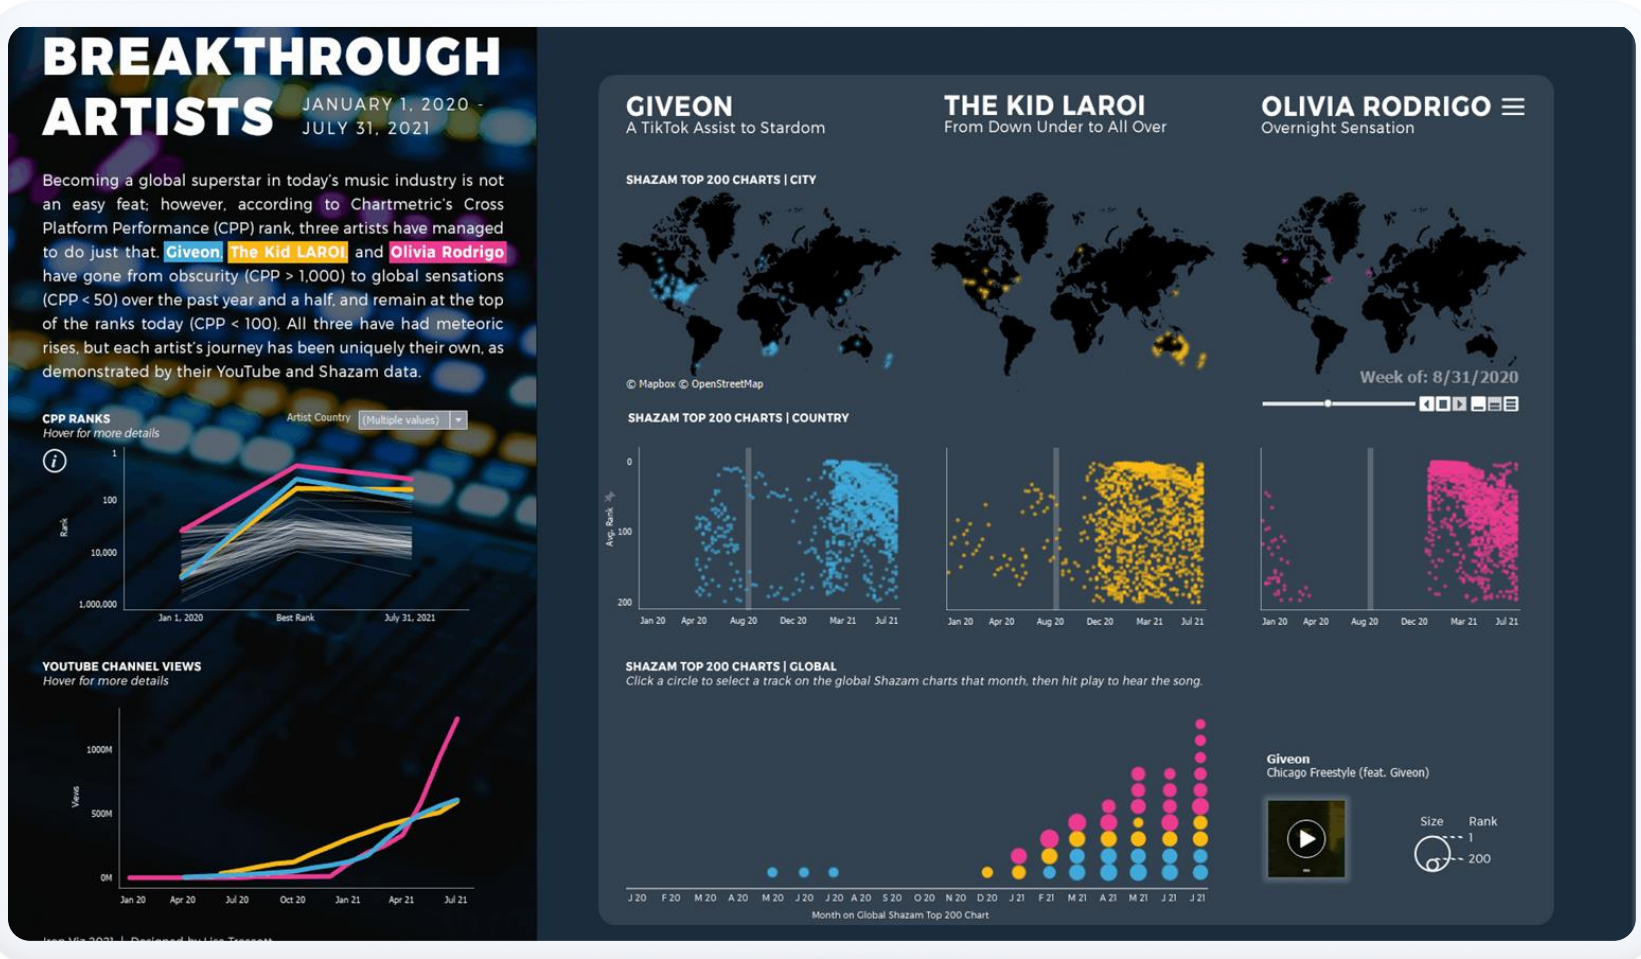 BREAKTHROUGH
ARTISTS
JANUARY 1, 2020 -
JULY 31, 2021
Becoming a global superstar in today's music industry is not
an easy feat; however, according to Chartmetric's Cross
Platform Performance (CPP) rank, three artists have managed
to do just that. Giveon, The Kid LAROI, and Olivia Rodrigo
have gone from obscurity (CPP > 1,000) to global sensations
(CPP < 50) over the past year and a half, and remain at the top
of the ranks today (CPP < 100). All three have had meteoric
rises, but each artist's journey has been uniquely their own, as
demonstrated by their YouTube and Shazam data.
CPP RANKS
Hover for more details
Artist Country (Multiple values)
i
1
100
10,000
1,000,000
Rank
Jan 1, 2020 Best Rank July 31, 2021
YOUTUBE CHANNEL VIEWS
Hover for more details
1000M
500M
0M
Views
Jan 20 Apr 20 Jul 20 Oct 20 Jan 21 Apr 21 Jul 21
GIVEON
A TikTok Assist to Stardom
THE KID LAROI
From Down Under to All Over
OLIVIA RODRIGO
Overnight Sensation
SHAZAM TOP 200 CHARTS | CITY
© Mapbox © OpenStreetMap
Week of: 8/31/2020
SHAZAM TOP 200 CHARTS | COUNTRY
0
100
200
Avg. Rank
Jan 20 Apr 20 Aug 20 Dec 20 Mar 21 Jul 21
Jan 20 Apr 20 Aug 20 Dec 20 Mar 21 Jul 21
Jan 20 Apr 20 Aug 20 Dec 20 Mar 21 Jul 21
SHAZAM TOP 200 CHARTS | GLOBAL
Click a circle to select a track on the global Shazam charts that month, then hit play to hear the song.
J 20 F 20 M 20 A 20 M 20 J 20 J 20 A 20 S 20 O 20 N 20 D 20 J 21 F 21 M 21 A 21 M 21 J 21 J 21
Month on Global Shazam Top 200 Chart
Giveon
Chicago Freestyle (feat. Giveon)
Size Rank
1
200